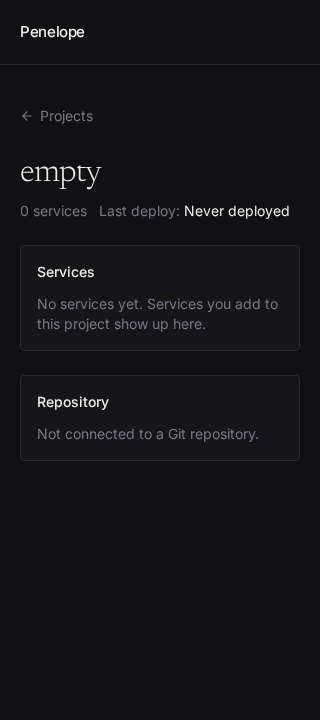 Penelope
← Projects
empty
0 services Last deploy: Never deployed
Services
No services yet. Services you add to
this project show up here.
Repository
Not connected to a Git repository.